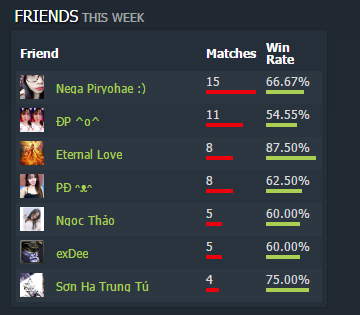 FRIENDS THIS WEEK
Friend Matches Win Rate
Nega Piryohae :) 15 66.67%
ĐP ^o^ 11 54.55%
Eternal Love 8 87.50%
PĐ ᵔᴥᵔ 8 62.50%
Ngọc Thảo 5 60.00%
exDee 5 60.00%
Sơn Hạ Trung Tú 4 75.00%